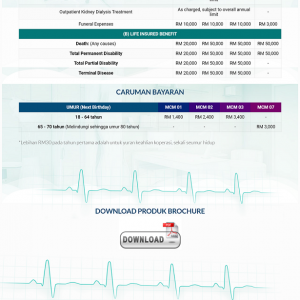 Outpatient Kidney Dialysis Treatment As charged, subject to overall annual
limit
Funeral Expenses RM 10,000 RM 10,000 RM 10,000 RM 3,000
(B) LIFE INSURED BENEFIT
Death (Any causes) RM 20,000 RM 50,000 RM 50,000 RM 50,000
Total Permanent Disability RM 20,000 RM 50,000 RM 50,000 RM 50,000
Total Partial Disability RM 20,000 RM 50,000 RM 50,000
Terminal Disease RM 20,000 RM 50,000 RM 50,000
CARUMAN BAYARAN
UMUR (Next Birthday) MCM 01 MCM 02 MCM 03 MCM 07
18 - 64 tahun RM 1,400 RM 2,400 RM 3,400 -
65 - 70 tahun (Melindungi sehingga umur 80 tahun) - - - RM 3,800
pada tahun pertama adalah untuk yuran keahlian koperasi, sekali seumur hidup
DOWNLOAD PRODUK BROCHURE
DOWNLOAD